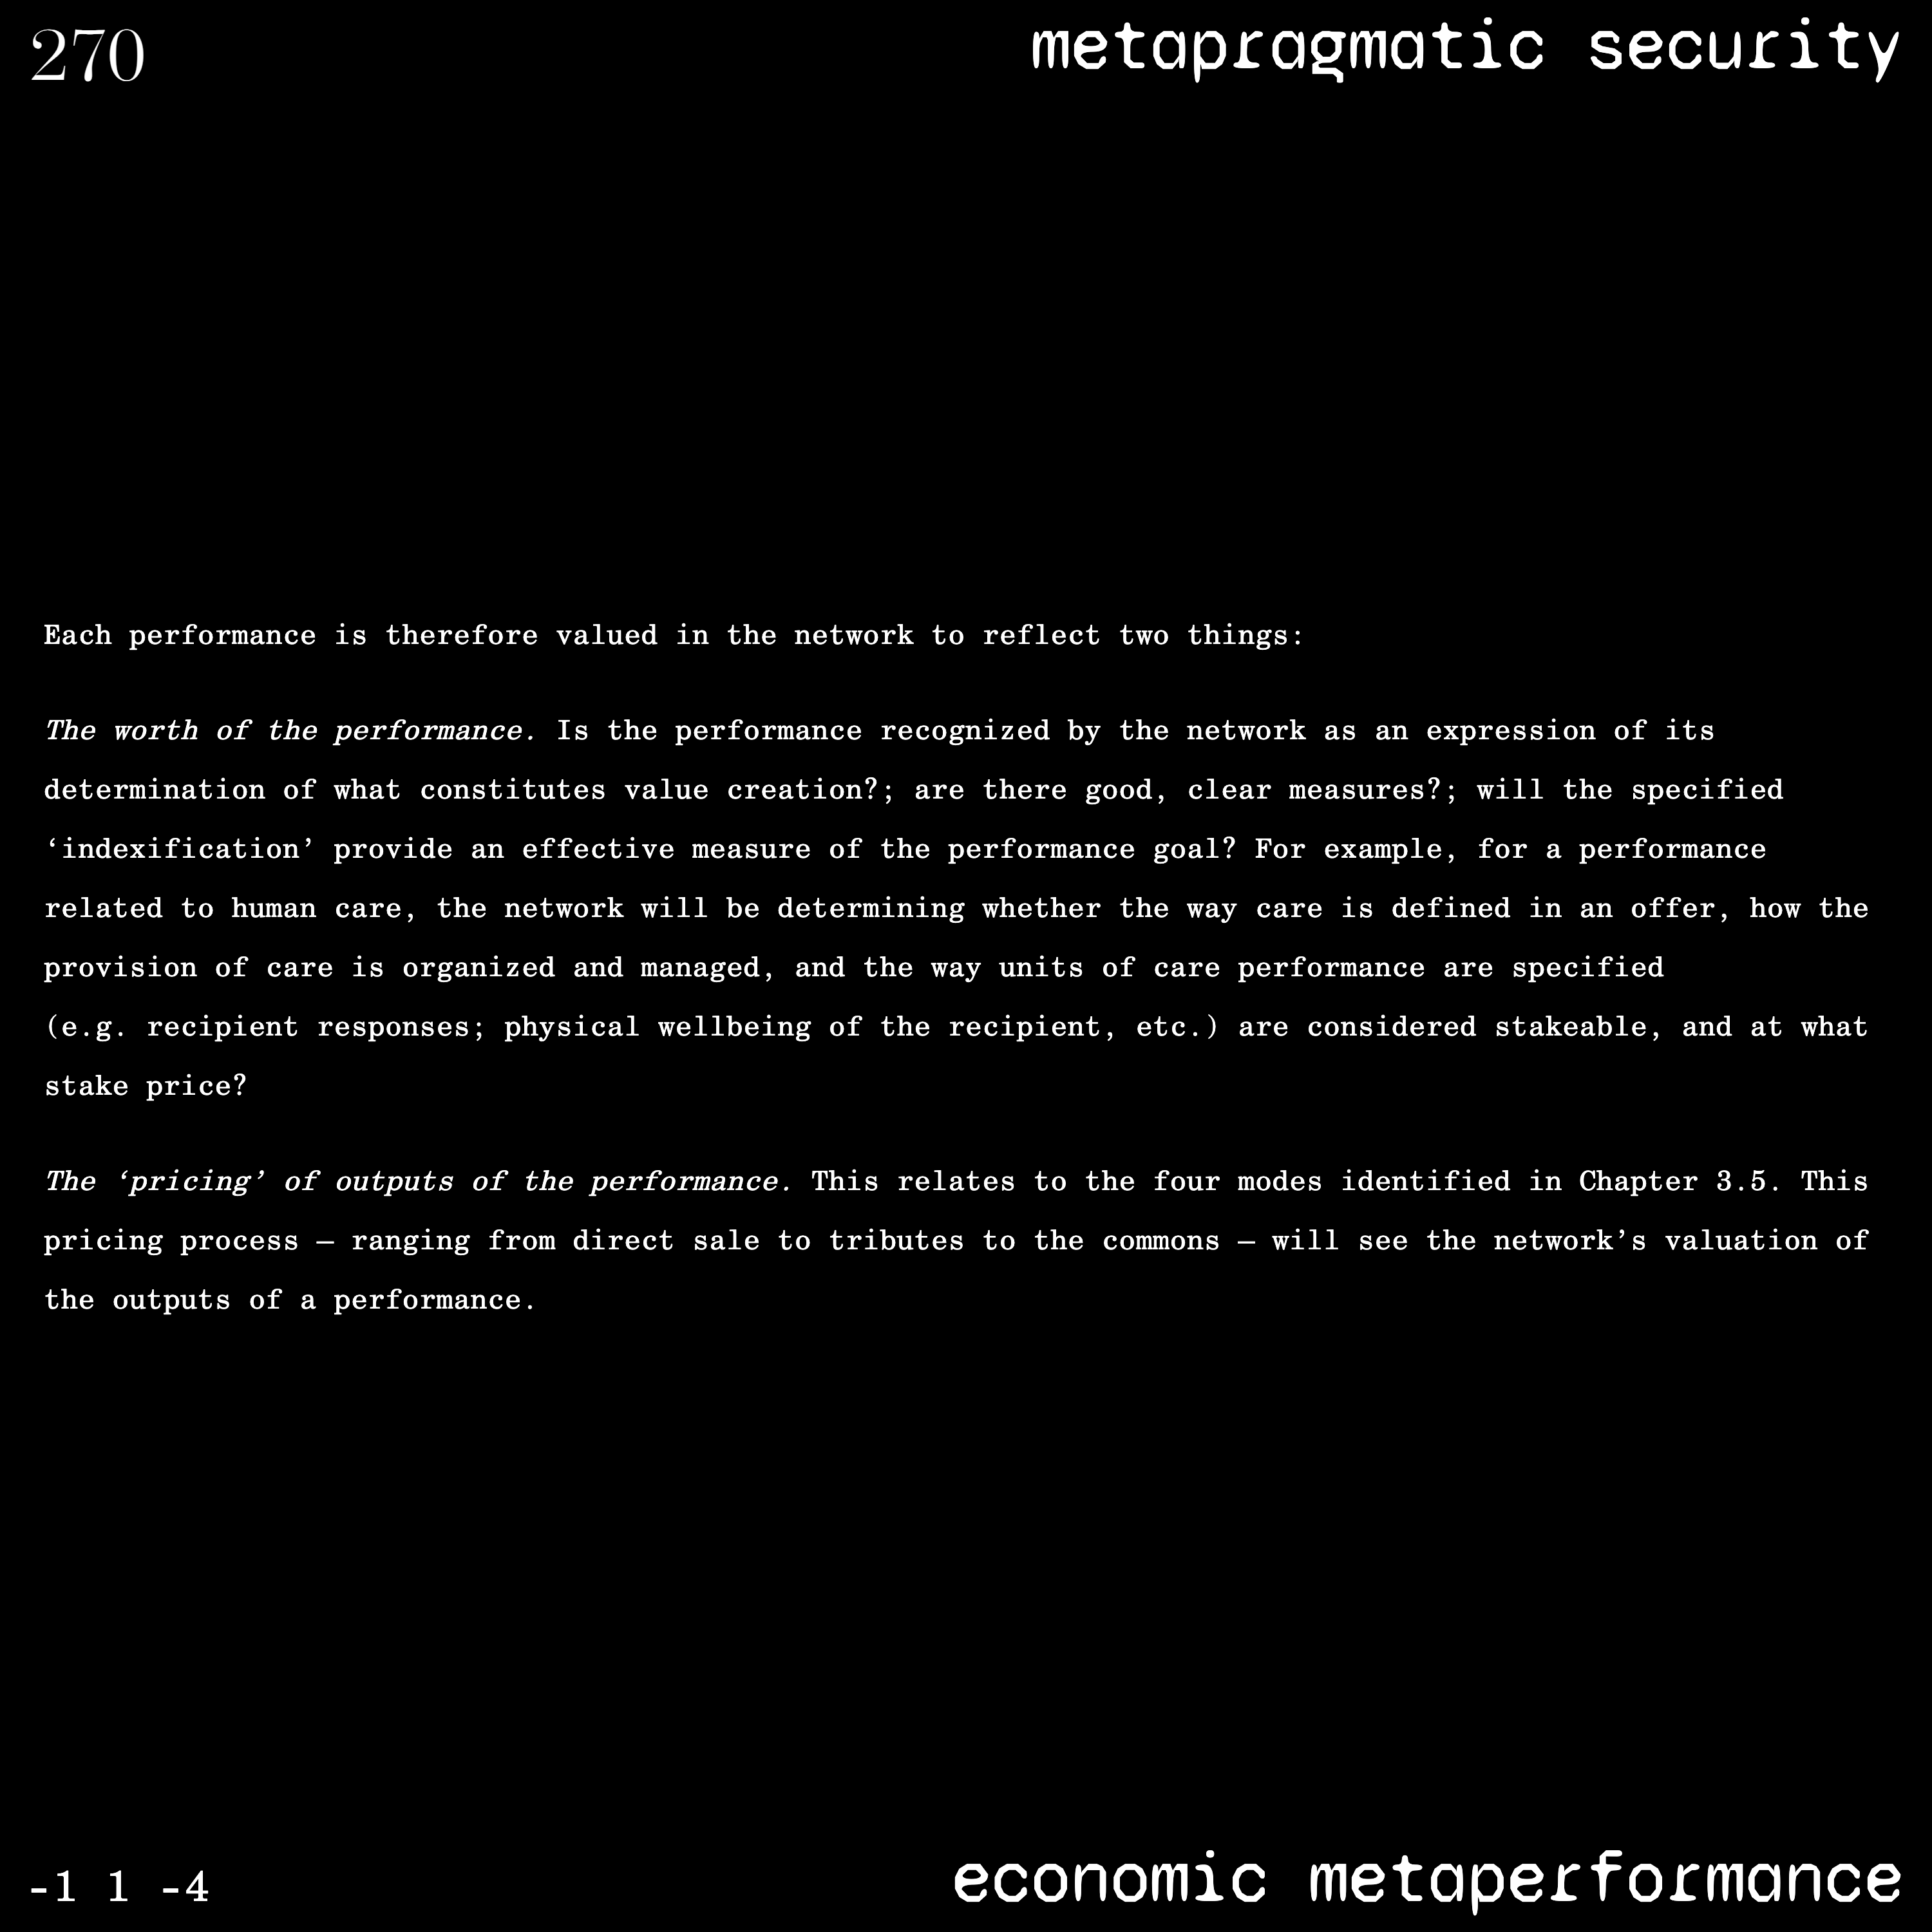 270
metapragmatic security
Each performance is therefore valued in the network to reflect two things:
The worth of the performance. Is the performance recognized by the network as an expression of its
determination of what constitutes value creation?; are there good, clear measures?; will the specified
‘indexification’ provide an effective measure of the performance goal? For example, for a performance
related to human care, the network will be determining whether the way care is defined in an offer, how the
provision of care is organized and managed, and the way units of care performance are specified
(e.g. recipient responses; physical wellbeing of the recipient, etc.) are considered stakeable, and at what
stake price?
The ‘pricing’ of outputs of the performance. This relates to the four modes identified in Chapter 3.5. This
pricing process – ranging from direct sale to tributes to the commons – will see the network’s valuation of
the outputs of a performance.
-1 1 -4
economic metaperformance